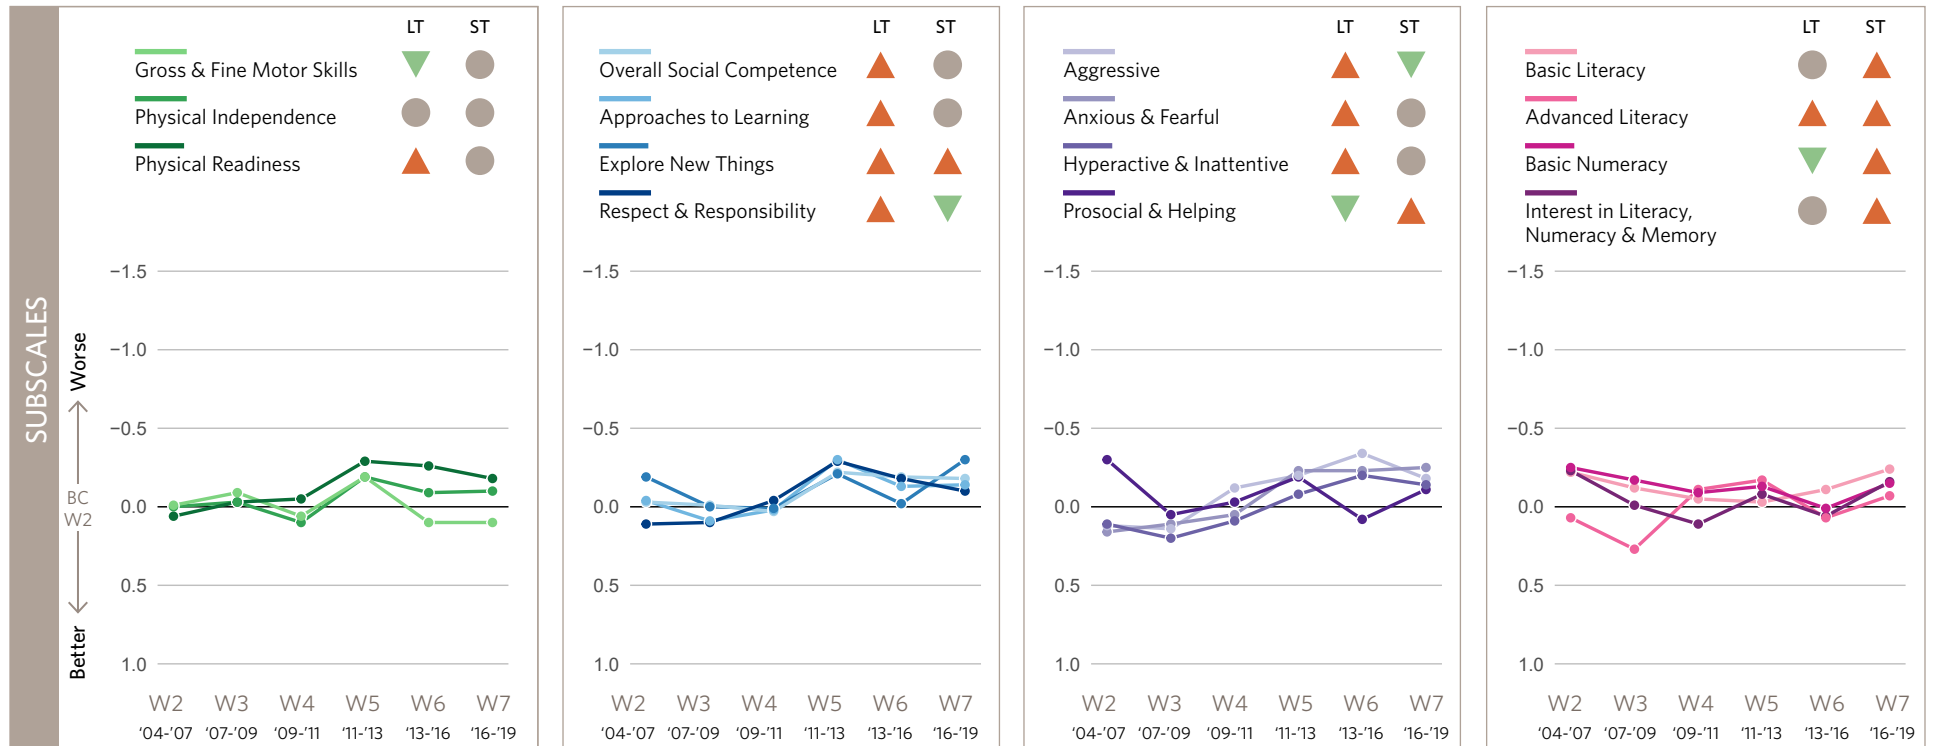 SUBSCALES
Worse
BC
W2
Better
LT ST
Gross & Fine Motor Skills
Physical Independence
Physical Readiness
−1.5
−1.0
−0.5
0.0
0.5
1.0
W2 W3 W4 W5 W6 W7
‘04-’07 ‘07-’09 ‘09-’11 ‘11-’13 ‘13-’16 ‘16-’19
LT ST
Overall Social Competence
Approaches to Learning
Explore New Things
Respect & Responsibility
−1.5
−1.0
−0.5
0.0
0.5
1.0
W2 W3 W4 W5 W6 W7
‘04-’07 ‘07-’09 ‘09-’11 ‘11-’13 ‘13-’16 ‘16-’19
LT ST
Aggressive
Anxious & Fearful
Hyperactive & Inattentive
Prosocial & Helping
−1.5
−1.0
−0.5
0.0
0.5
1.0
W2 W3 W4 W5 W6 W7
‘04-’07 ‘07-’09 ‘09-’11 ‘11-’13 ‘13-’16 ‘16-’19
LT ST
Basic Literacy
Advanced Literacy
Basic Numeracy
Interest in Literacy,
Numeracy & Memory
−1.5
−1.0
−0.5
0.0
0.5
1.0
W2 W3 W4 W5 W6 W7
‘04-’07 ‘07-’09 ‘09-’11 ‘11-’13 ‘13-’16 ‘16-’19